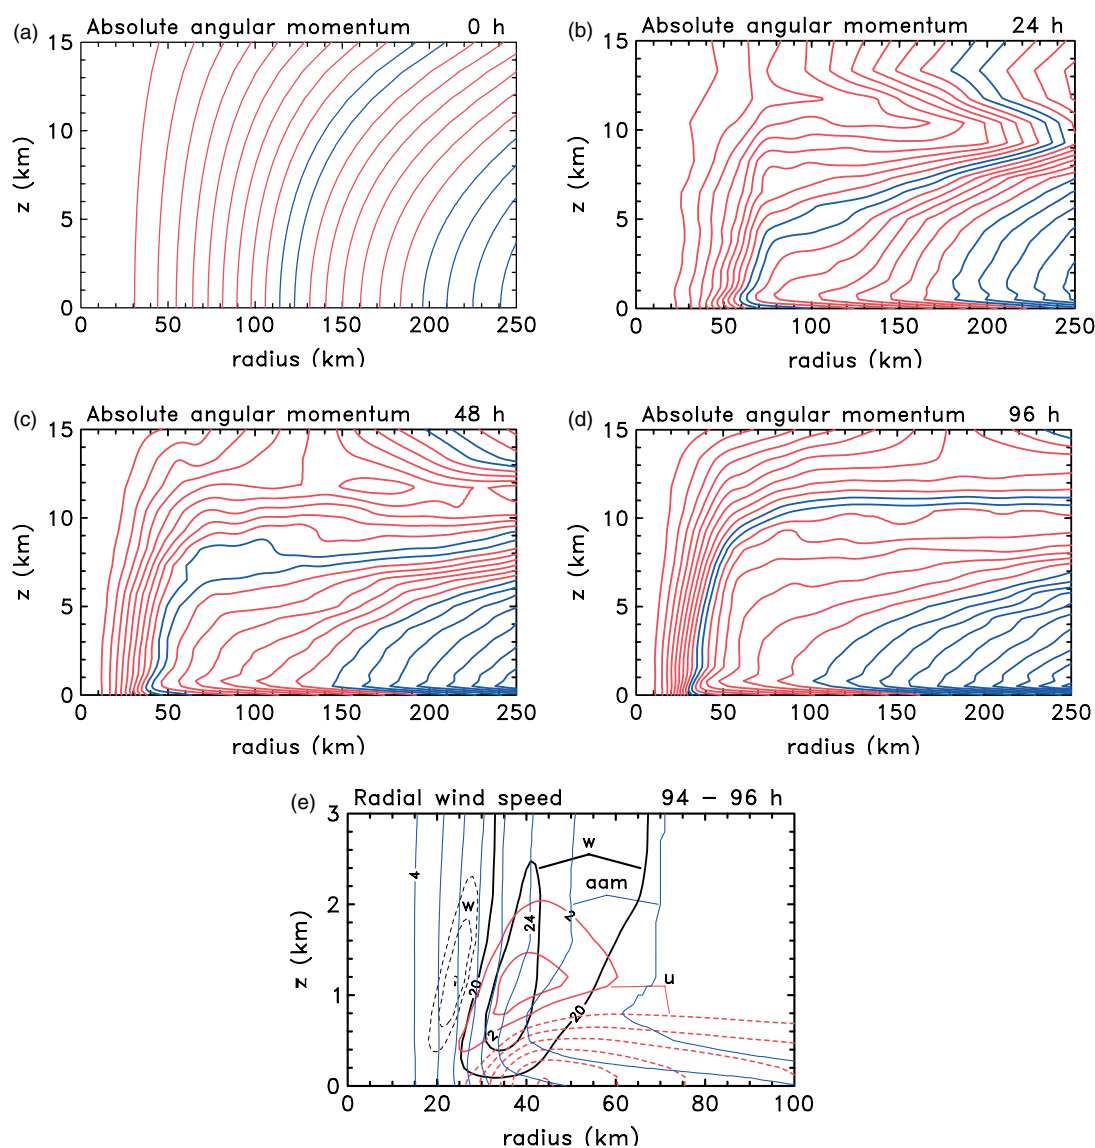 (a) Absolute angular momentum 0 h
15
10
5
0
z (km)
0 50 100 150 200 250
radius (km)
(b) Absolute angular momentum 24 h
15
10
5
0
z (km)
0 50 100 150 200 250
radius (km)
(c) Absolute angular momentum 48 h
15
10
5
0
z (km)
0 50 100 150 200 250
radius (km)
(d) Absolute angular momentum 96 h
15
10
5
0
z (km)
0 50 100 150 200 250
radius (km)
(e) Radial wind speed 94 – 96 h
3
2
1
0
z (km)
w
aam
4
w
24
2
u
20
20
2
0 20 40 60 80 100
radius (km)